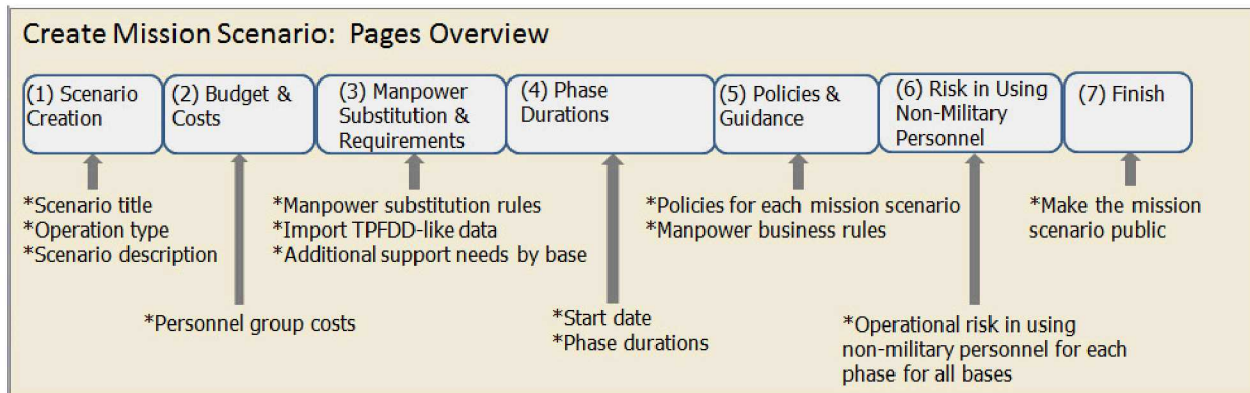 Create Mission Scenario:  Pages Overview
(1) Scenario
Creation
(2) Budget &
Costs
(3) Manpower
Substitution &
Requirements
(4) Phase
Durations
(5) Policies &
Guidance
(6) Risk in Using
Non-Military
Personnel
(7) Finish
*Scenario title
*Operation type
*Scenario description
*Personnel group costs
*Manpower substitution rules
*Import TPFDD-like data
*Additional support needs by base
*Start date
*Phase durations
*Policies for each mission scenario
*Manpower business rules
*Operational risk in using
non-military personnel for each
phase for all bases
*Make the mission
scenario public